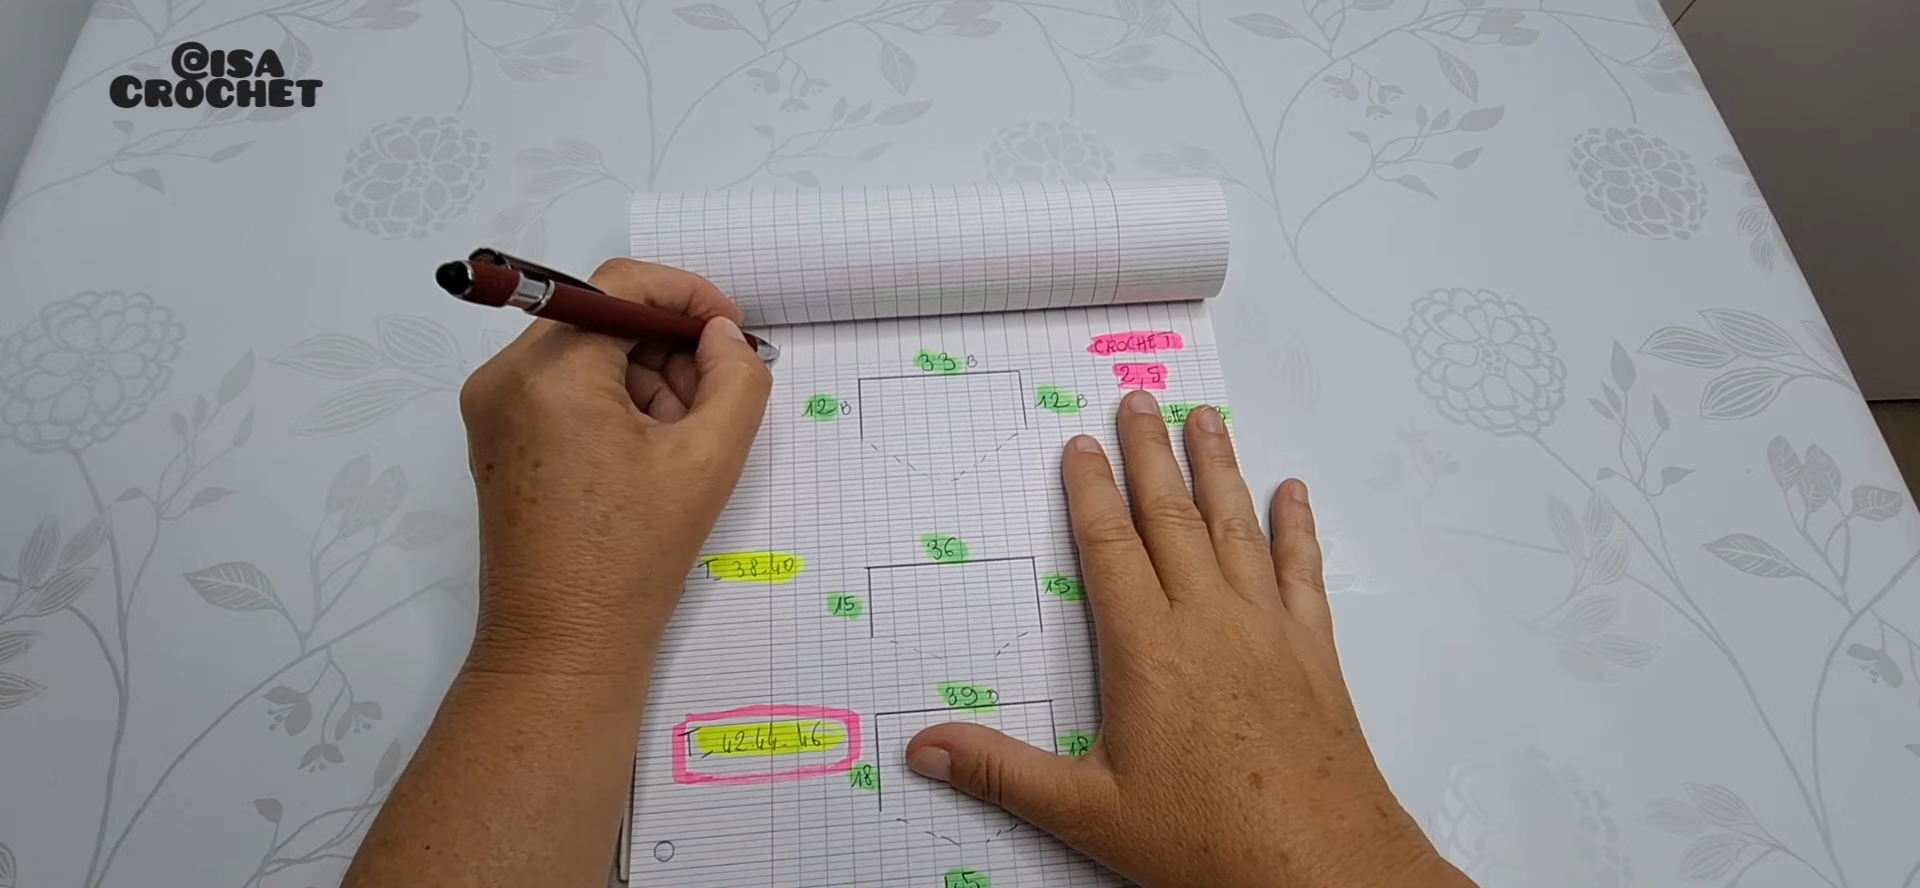 @ISA
CROCHET
CROCHET
33 B
2,5
12 B
12 B
36
T. 38.40
15
15
39 B
T. 42.44.46
18
18